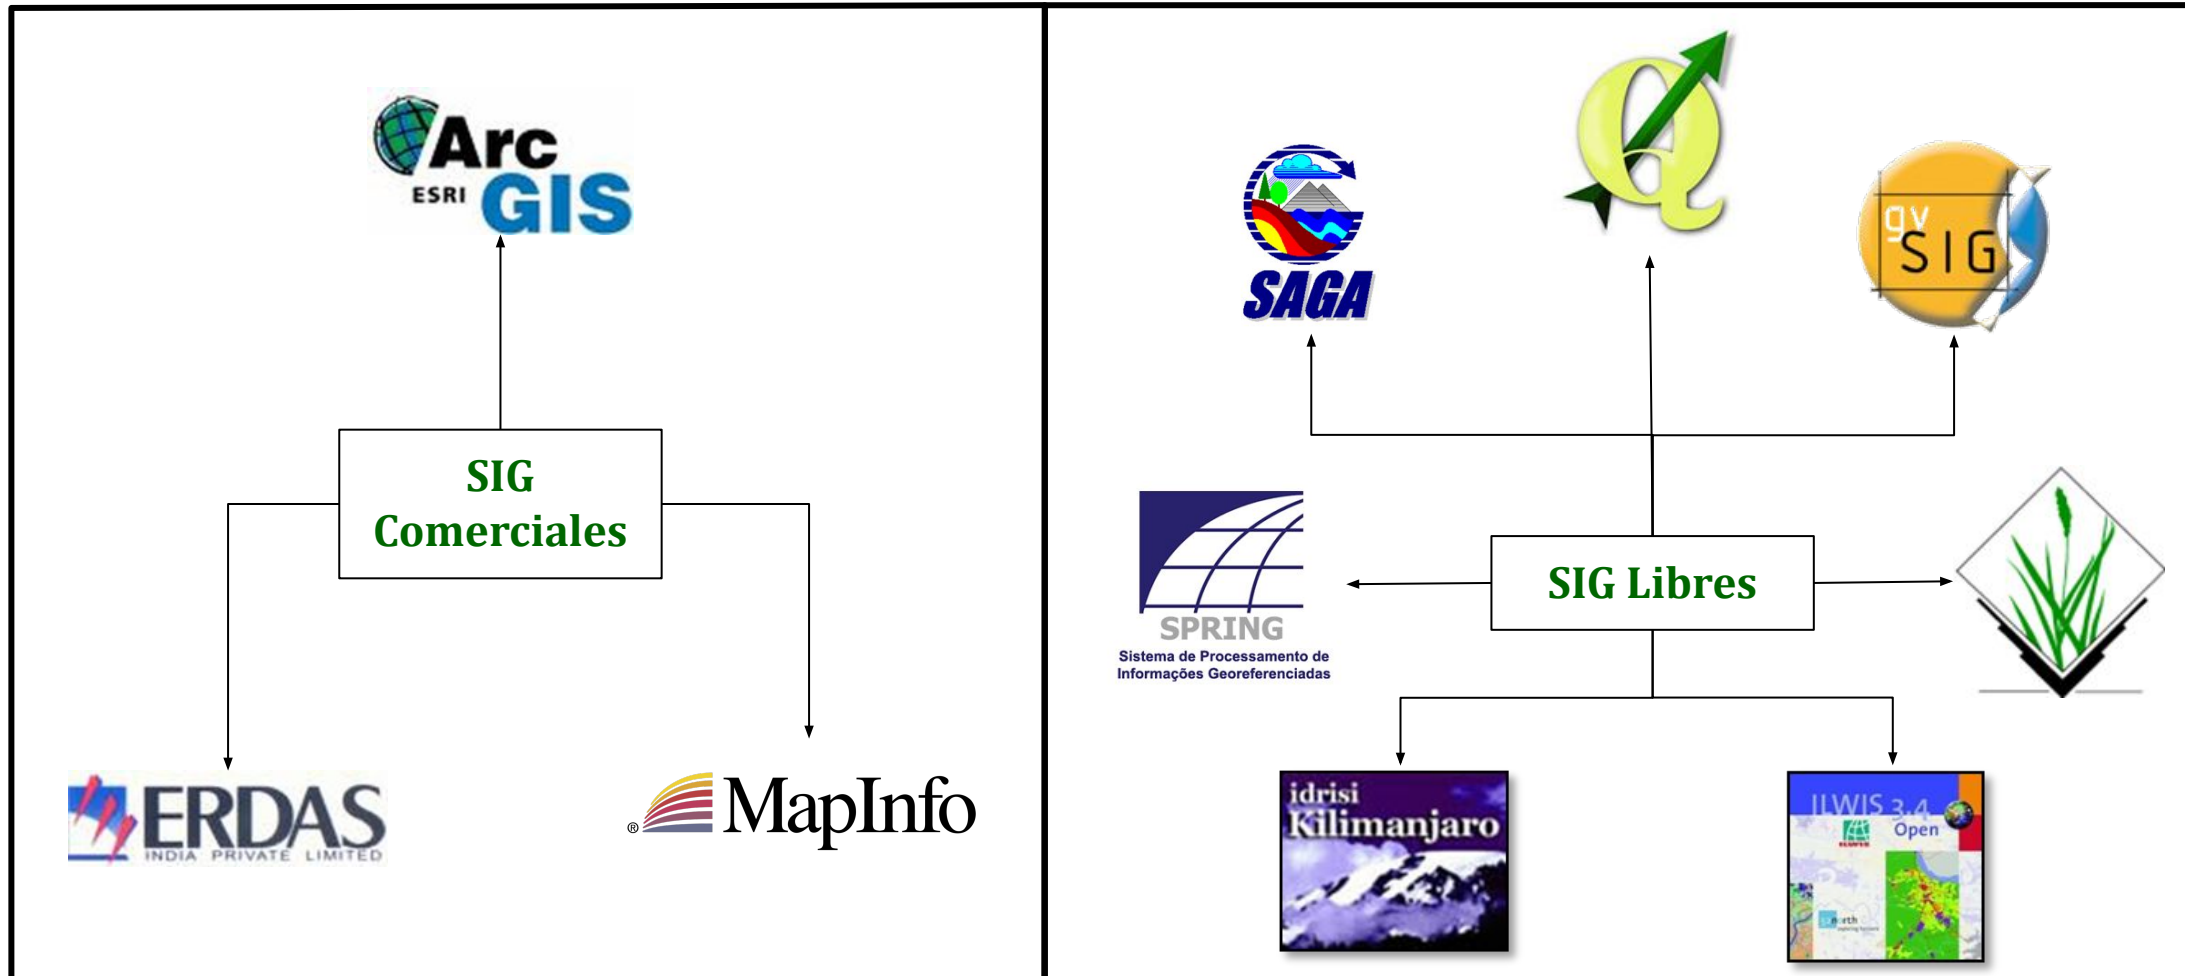 Arc
ESRI GIS
SIG
Comerciales
ERDAS
INDIA PRIVATE LIMITED
® MapInfo
Q
SAGA
gv
SIG
SPRING
Sistema de Processamento de
Informações Georeferenciadas
SIG Libres
idrisi
Kilimanjaro
ILWIS 3.4
Open